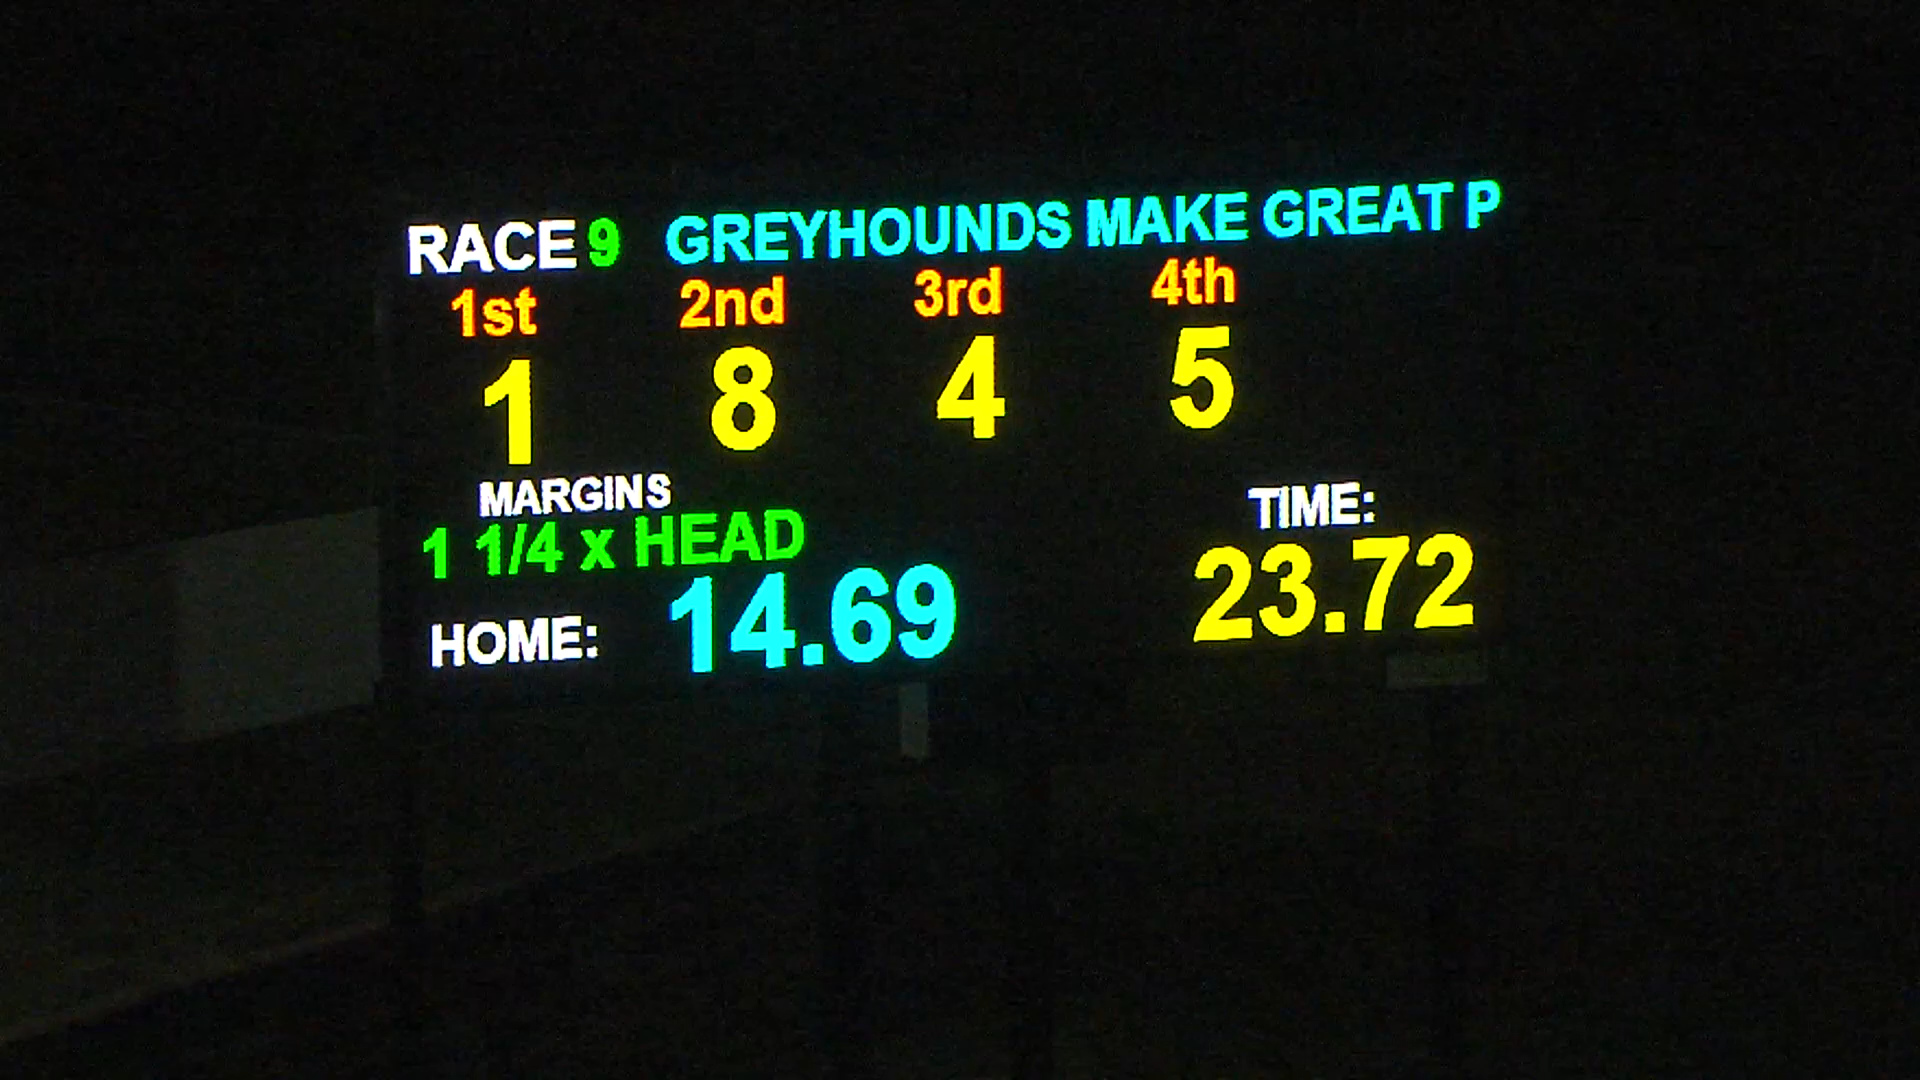 RACE 9 GREYHOUNDS MAKE GREAT P
1st 2nd 3rd 4th
1 8 4 5
MARGINS
1 1/4 x HEAD
TIME:
23.72
HOME: 14.69